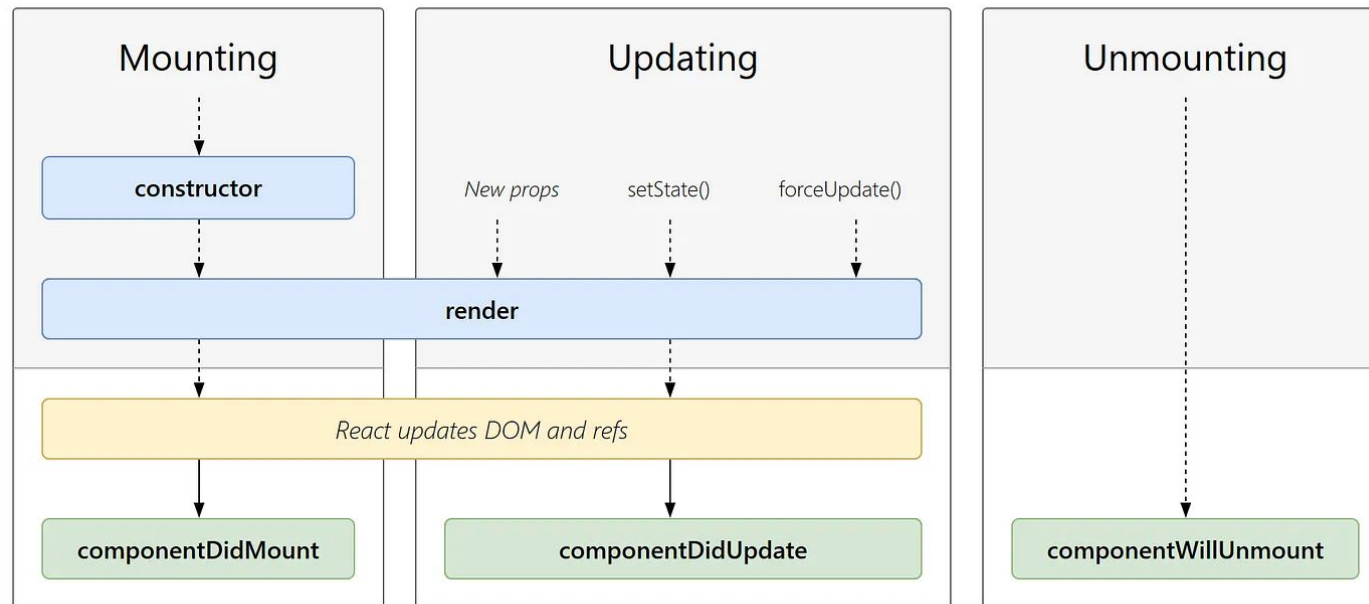 Mounting
Updating
Unmounting
constructor
New props
setState()
forceUpdate()
render
React updates DOM and refs
componentDidMount
componentDidUpdate
componentWillUnmount